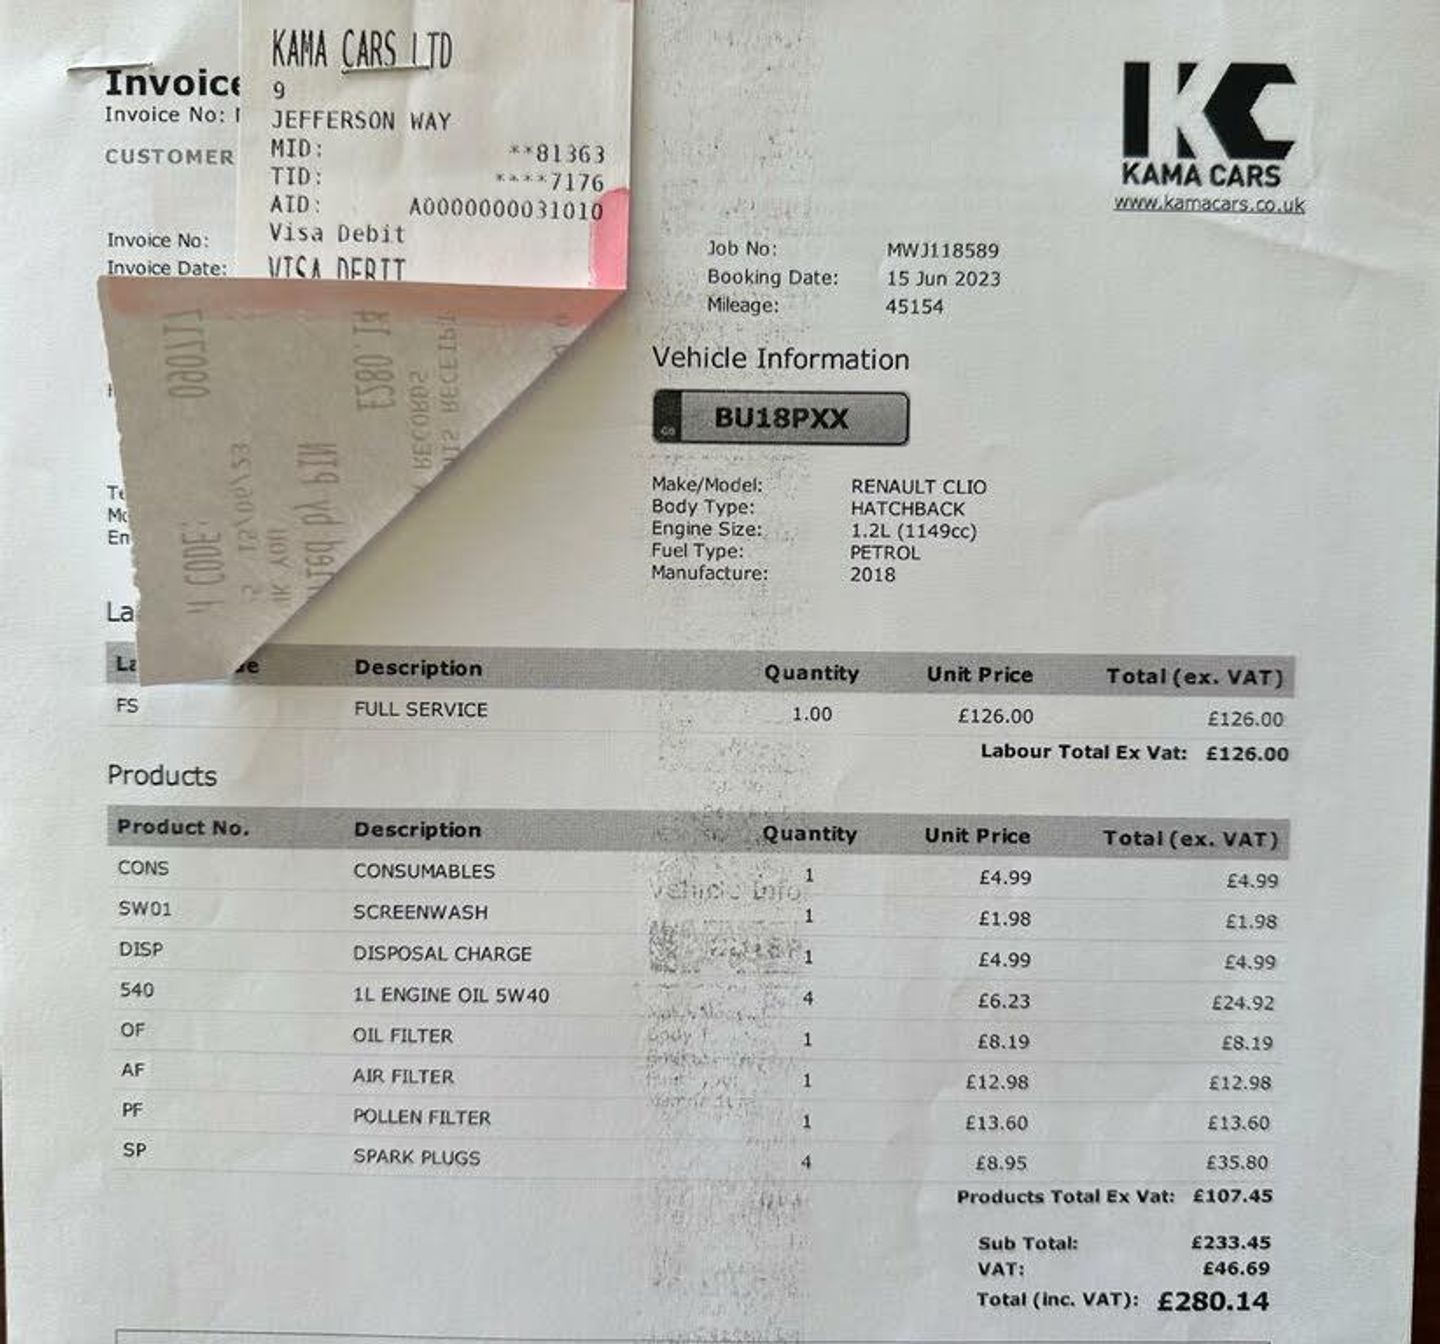 KAMA CARS LTD
9
JEFFERSON WAY
MID: **81363
TID: ****7176
AID: A0000000031010
Visa Debit
VISA DEBIT
Invoice
Invoice No:
CUSTOMER
Invoice No:
Invoice Date:
KC
KAMA CARS
www.kamacars.co.uk
Job No: MWJ118589
Booking Date: 15 Jun 2023
Mileage: 45154
Vehicle Information
BU18PXX
Make/Model: RENAULT CLIO
Body Type: HATCHBACK
Engine Size: 1.2L (1149cc)
Fuel Type: PETROL
Manufacture: 2018
Description Quantity Unit Price Total (ex. VAT)
FS FULL SERVICE 1.00 £126.00 £126.00
Labour Total Ex Vat: £126.00
Products
Product No. Description Quantity Unit Price Total (ex. VAT)
CONS CONSUMABLES 1 £4.99 £4.99
SW01 SCREENWASH 1 £1.98 £1.98
DISP DISPOSAL CHARGE 1 £4.99 £4.99
540 1L ENGINE OIL 5W40 4 £6.23 £24.92
OF OIL FILTER 1 £8.19 £8.19
AF AIR FILTER 1 £12.98 £12.98
PF POLLEN FILTER 1 £13.60 £13.60
SP SPARK PLUGS 4 £8.95 £35.80
Products Total Ex Vat: £107.45
Sub Total: £233.45
VAT: £46.69
Total (inc. VAT): £280.14